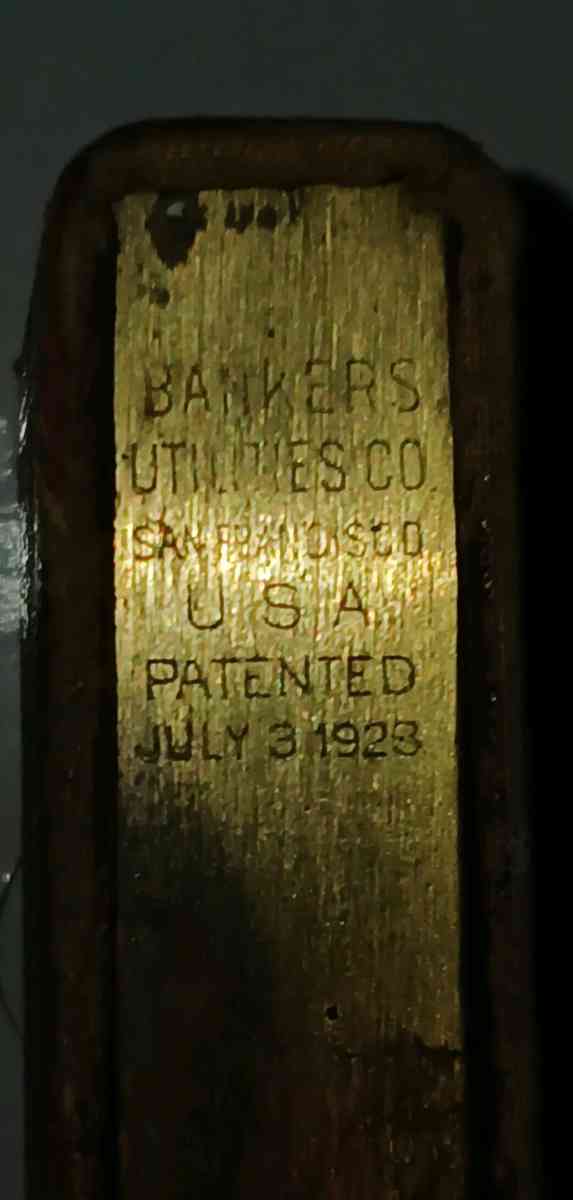 BANKERS
UTILITIES CO.
SAN FRANCISCO
U S A
PATENTED
JULY 3 1923